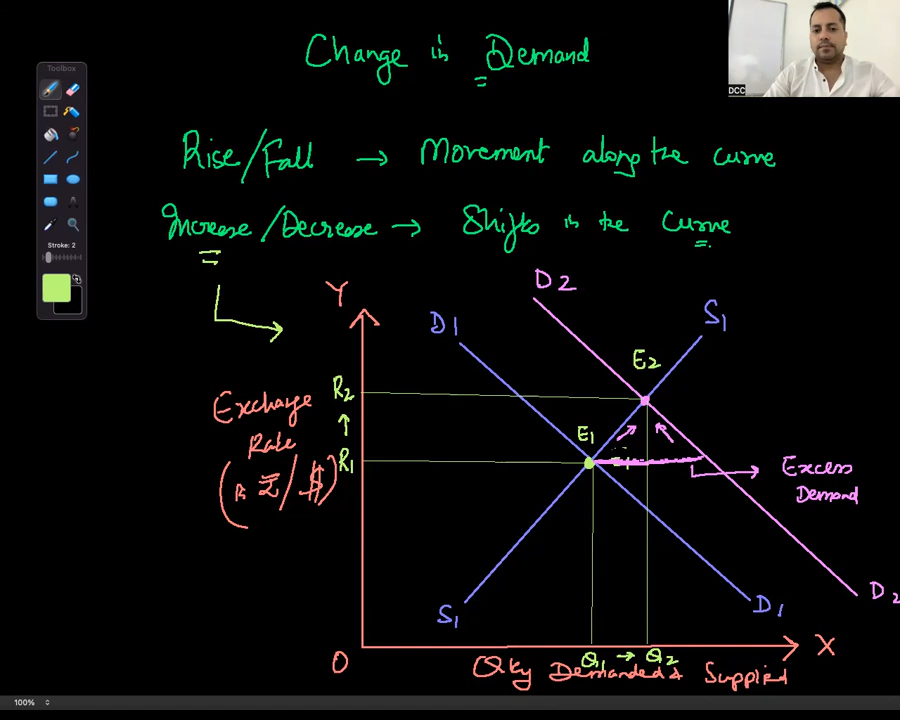 Change in Demand
DCC
Toolbox
Rise/Fall → Movement along the curve
Increase/Decrease → Shifts in the Curve
Stroke: 2
Y
D1
D2
S1
E2
R2
Exchange
Rate
E1
R1
(₹/$)
Excess
Demand
S1
D1
D2
O
Q1 → Q2
X
Qty Demanded & Supplied
100%